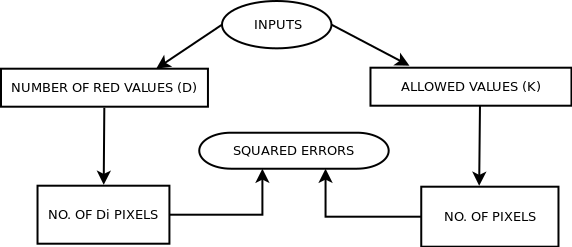 INPUTS
NUMBER OF RED VALUES (D)
ALLOWED VALUES (K)
SQUARED ERRORS
NO. OF Di PIXELS
NO. OF PIXELS